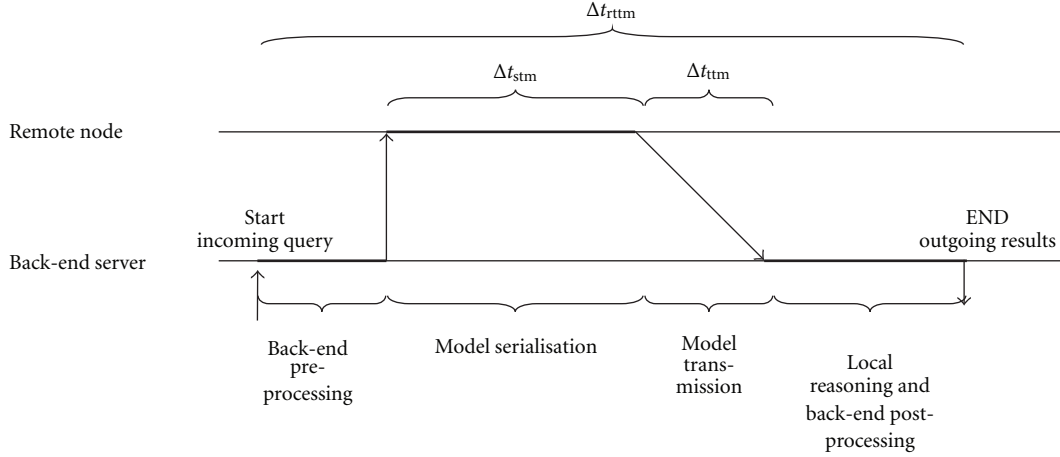 Δt_rttm
Δt_stm
Δt_ttm
Remote node
Start
incoming query
END
outgoing results
Back-end server
Back-end
pre-
processing
Model serialisation
Model
trans-
mission
Local
reasoning and
back-end post-
processing